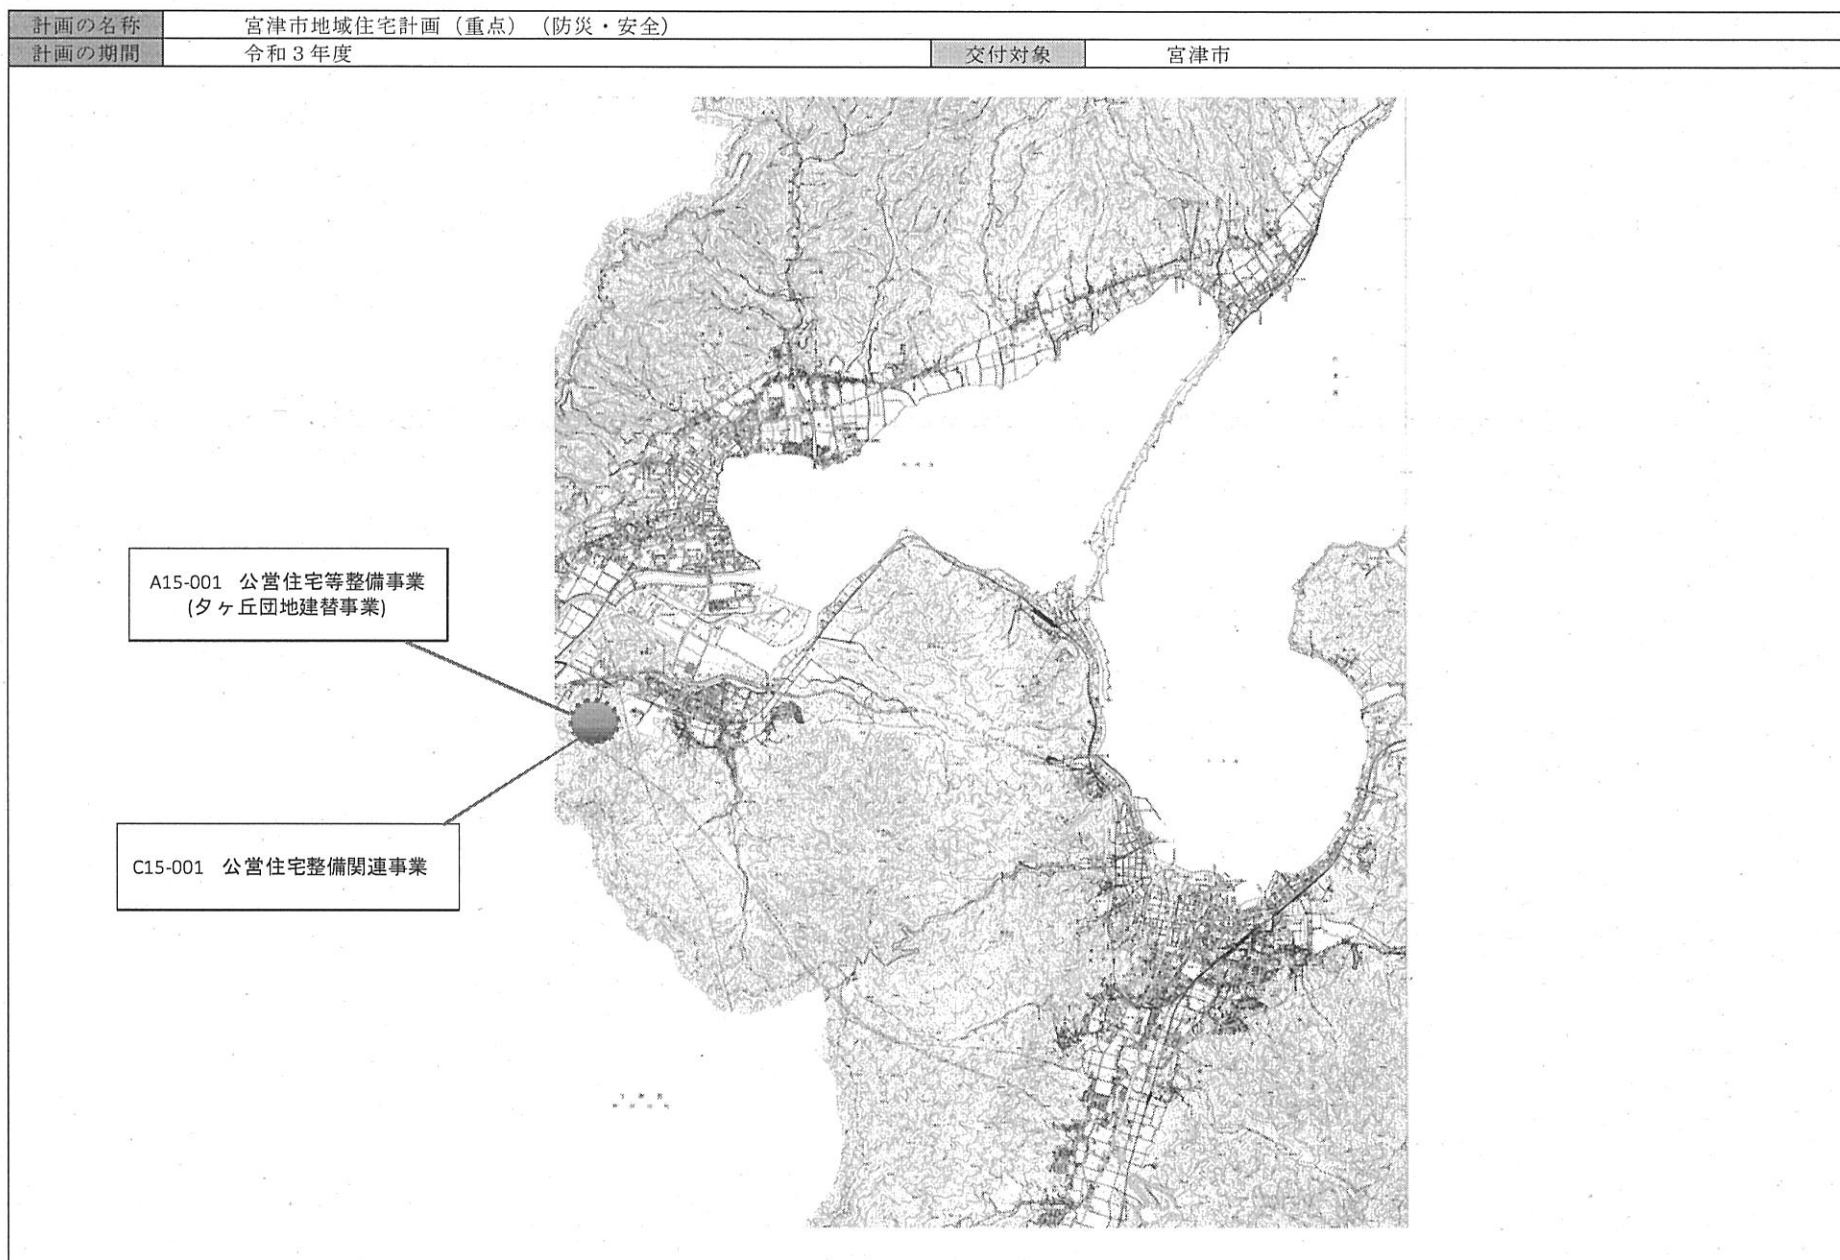 計画の名称 宮津市地域住宅計画（重点）（防災・安全）
計画の期間 令和３年度 交付対象 宮津市
A15-001 公営住宅等整備事業
(夕ヶ丘団地建替事業)
C15-001 公営住宅整備関連事業